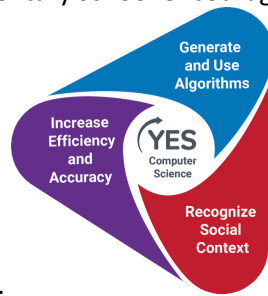 Generate
and Use
Algorithms
Increase
Efficiency
and
Accuracy
YES
Computer
Science
Recognize
Social
Context